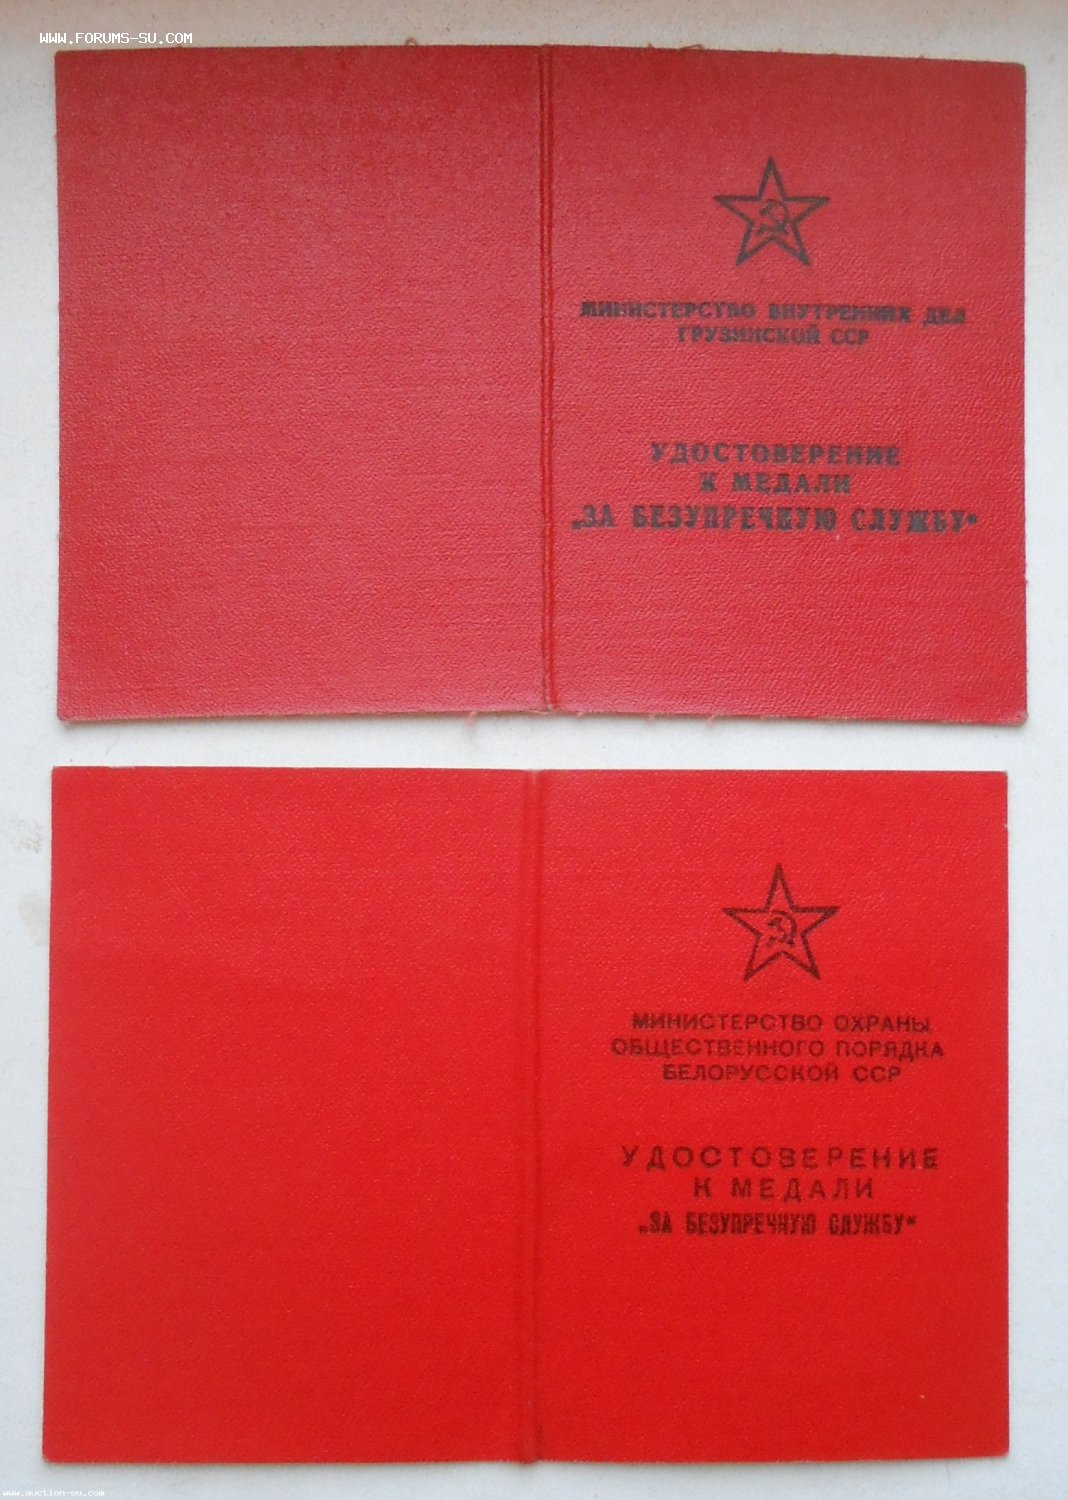 WWW.FORUMS-SU.COM
МИНИСТЕРСТВО ВНУТРЕННИХ ДЕЛ
ГРУЗИНСКОЙ ССР
УДОСТОВЕРЕНИЕ
К МЕДАЛИ
„ЗА БЕЗУПРЕЧНУЮ СЛУЖБУ“
МИНИСТЕРСТВО ОХРАНЫ
ОБЩЕСТВЕННОГО ПОРЯДКА
БЕЛОРУССКОЙ ССР
УДОСТОВЕРЕНИЕ
К МЕДАЛИ
„ЗА БЕЗУПРЕЧНУЮ СЛУЖБУ“
www.auction-su.com